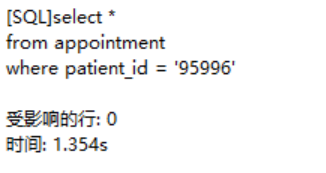 [SQL]select *
from appointment
where patient_id = '95996'
受影响的行: 0
时间: 1.354s